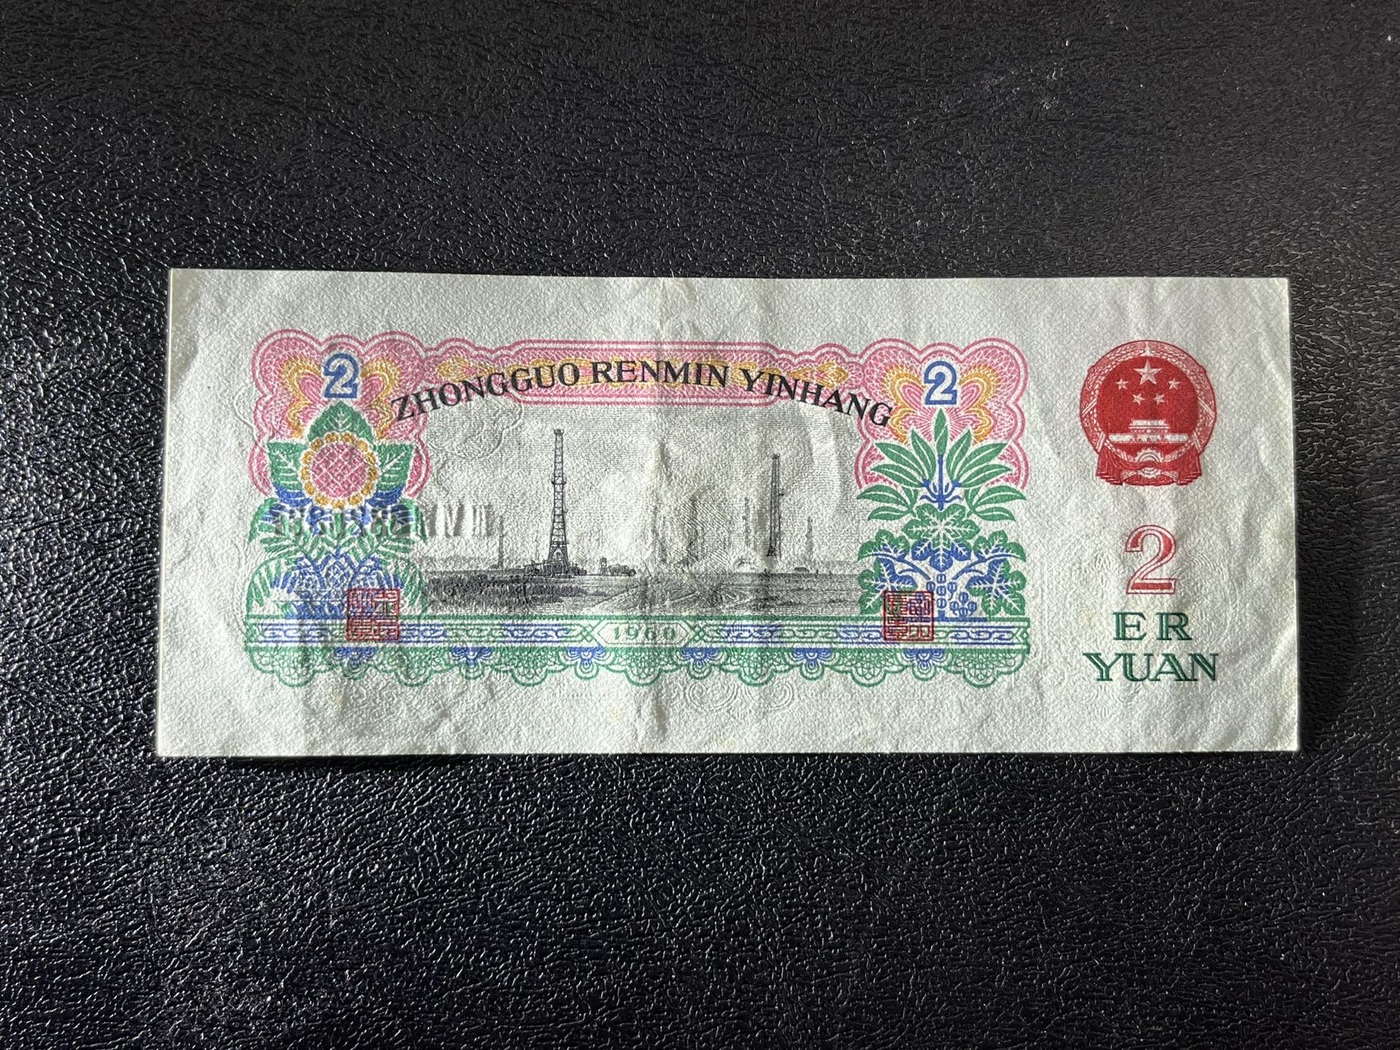 2
ZHONGGUO RENMIN YINHANG
2
1960
2
ER
YUAN